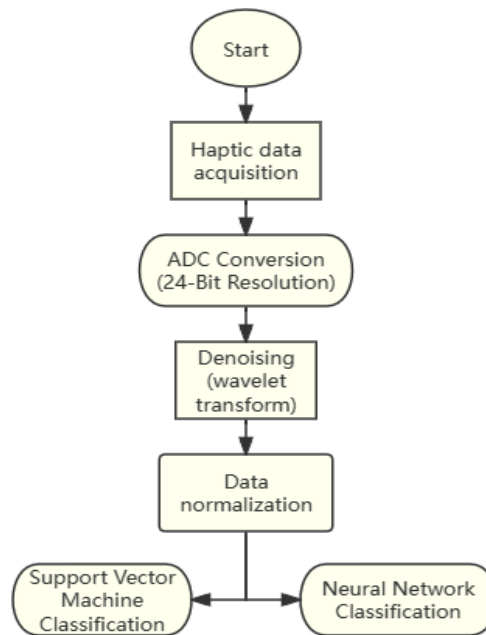 Start
Haptic data
acquisition
ADC Conversion
(24-Bit Resolution)
Denoising
(wavelet
transform)
Data
normalization
Support Vector
Machine
Classification
Neural Network
Classification